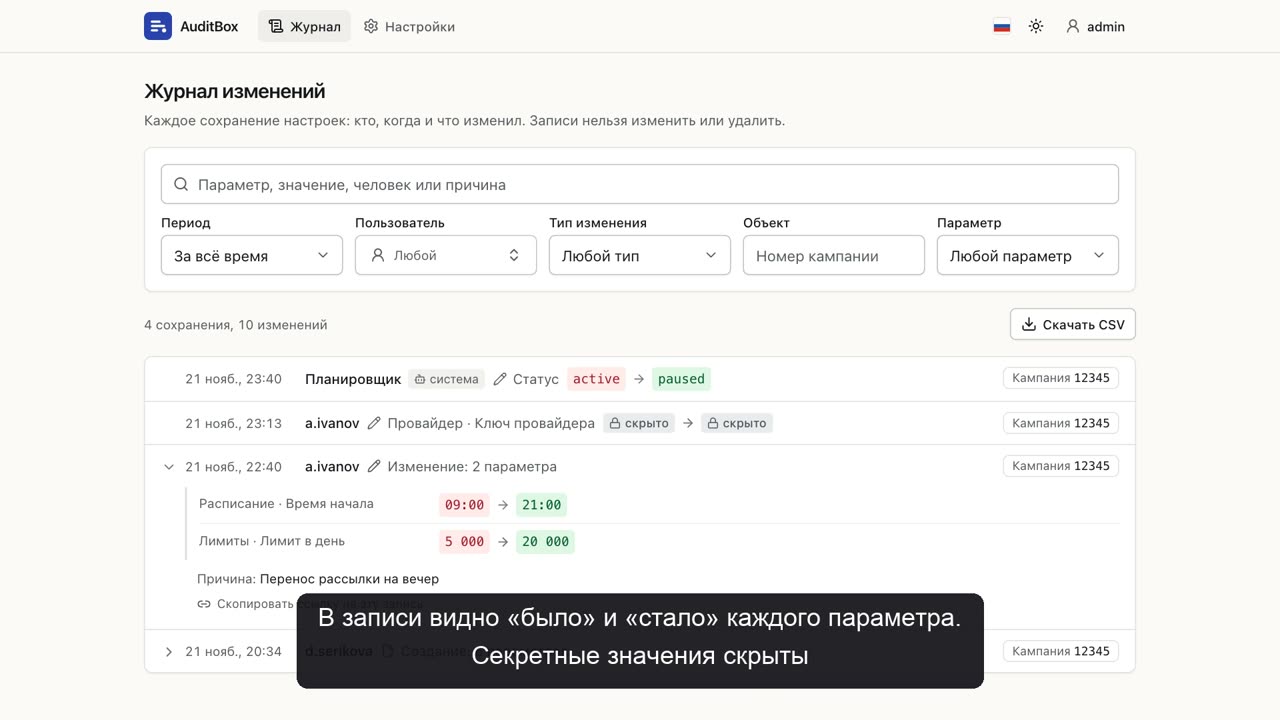 AuditBox
Журнал
Настройки
admin
Журнал изменений
Каждое сохранение настроек: кто, когда и что изменил. Записи нельзя изменить или удалить.
Параметр, значение, человек или причина
Период
Пользователь
Тип изменения
Объект
Параметр
За всё время
Любой
Любой тип
Номер кампании
Любой параметр
4 сохранения, 10 изменений
Скачать CSV
21 нояб., 23:40 Планировщик система Статус active → paused Кампания 12345
21 нояб., 23:13 a.ivanov Провайдер · Ключ провайдера скрыто → скрыто Кампания 12345
21 нояб., 22:40 a.ivanov Изменение: 2 параметра Кампания 12345
Расписание · Время начала 09:00 → 21:00
Лимиты · Лимит в день 5 000 → 20 000
Причина: Перенос рассылки на вечер
Скопировать
В записи видно «было» и «стало» каждого параметра.
Секретные значения скрыты
21 нояб., 20:34 d.serikova Кампания 12345